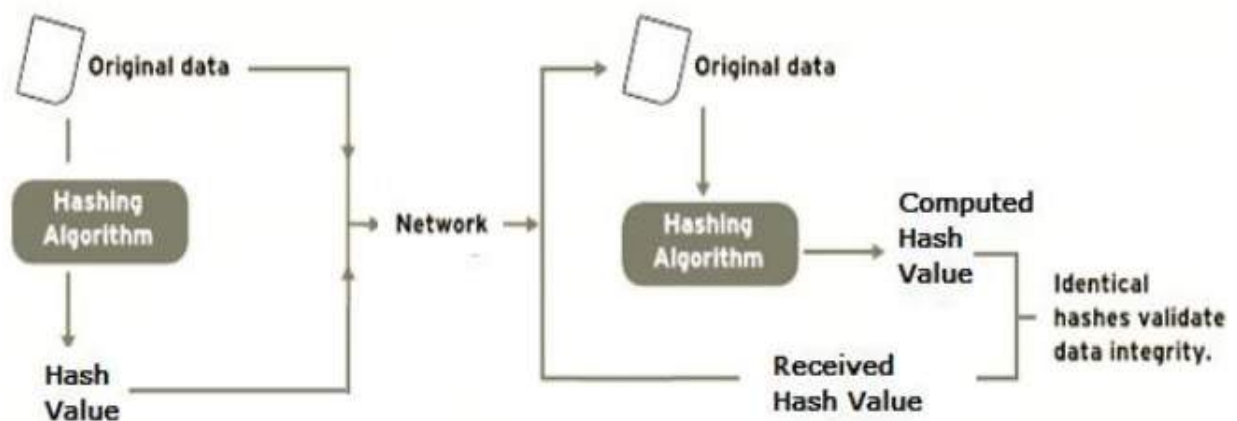 Original data
Hashing
Algorithm
Hash
Value
Network
Original data
Hashing
Algorithm
Computed
Hash
Value
Received
Hash Value
Identical
hashes validate
data integrity.